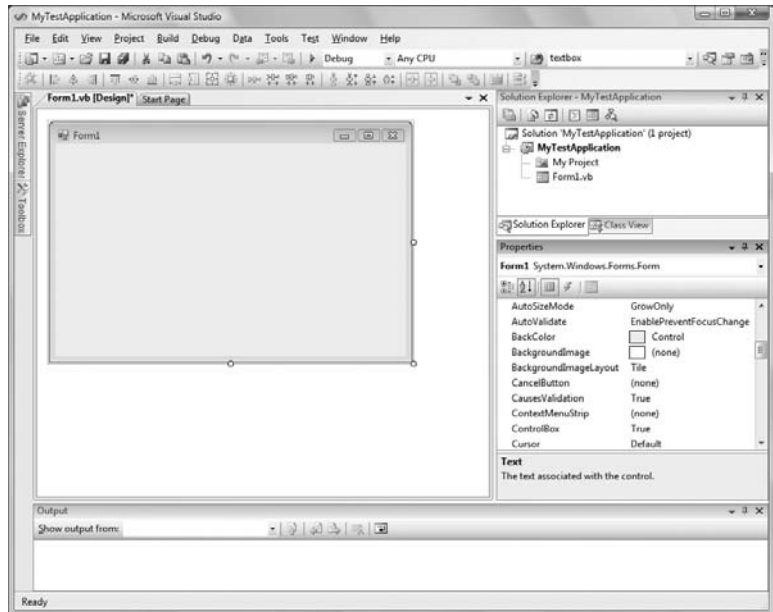 MyTestApplication - Microsoft Visual Studio
File Edit View Project Build Debug Data Tools Test Window Help
Debug Any CPU textbox
Form1.vb [Design]* Start Page
Server Explorer
Toolbox
Form1
Solution Explorer - MyTestApplication
Solution 'MyTestApplication' (1 project)
MyTestApplication
My Project
Form1.vb
Solution Explorer Class View
Properties
Form1 System.Windows.Forms.Form
AutoSizeMode GrowOnly
AutoValidate EnablePreventFocusChange
BackColor Control
BackgroundImage (none)
BackgroundImageLayout Tile
CancelButton (none)
CausesValidation True
ContextMenuStrip (none)
ControlBox True
Cursor Default
Text
The text associated with the control.
Output
Show output from:
Ready